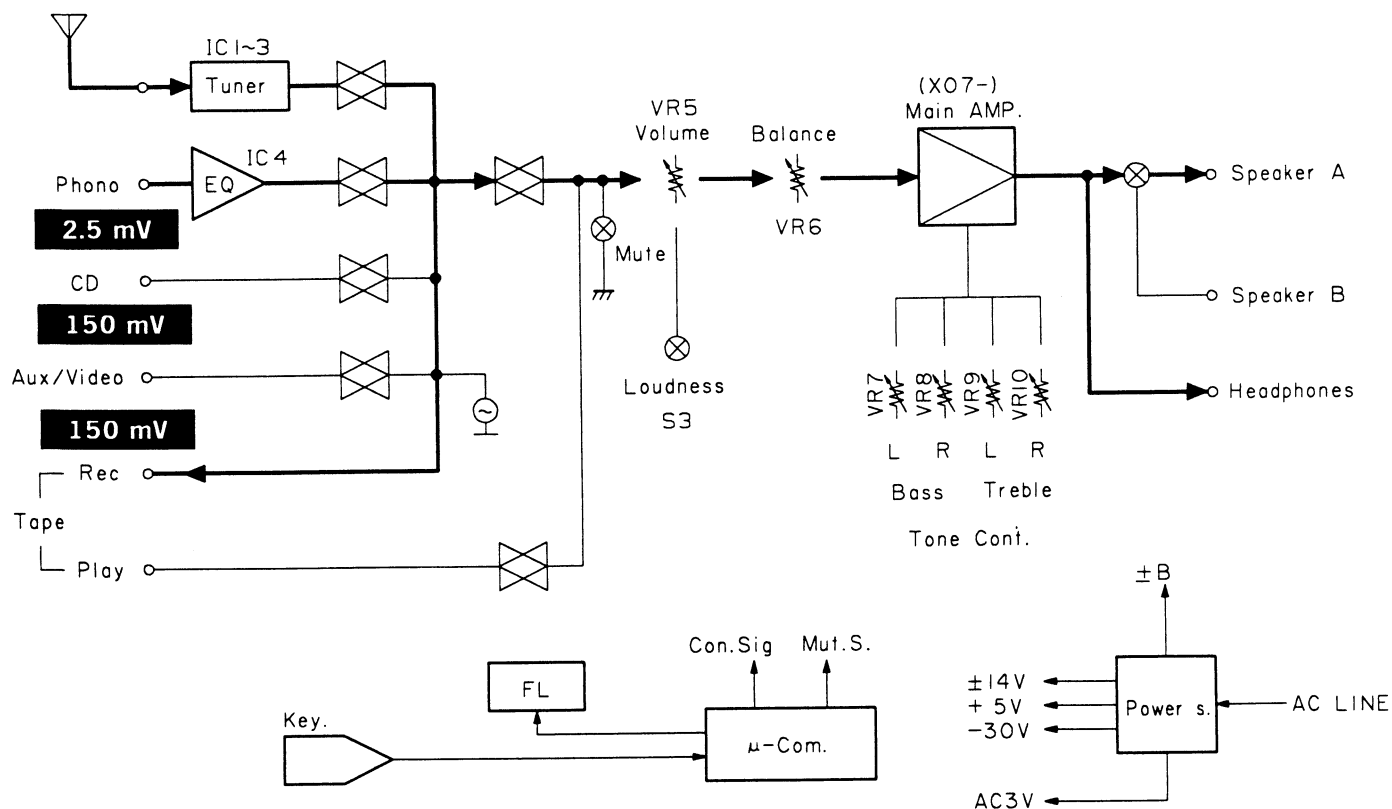 IC1~3
Tuner
(X07-)
Main AMP.
VR5
Volume
Balance
IC4
EQ
Phono
2.5 mV
Speaker A
VR6
Mute
CD
150 mV
Speaker B
Aux/Video
Loudness
S3
VR7
VR8
VR9
VR10
Headphones
150 mV
L R L R
Rec
Bass Treble
Tape
Tone Cont.
Play
±B
Con.Sig Mut.S.
FL
±14V
+5V
-30V
Power s.
AC LINE
Key.
μ-Com.
AC3V